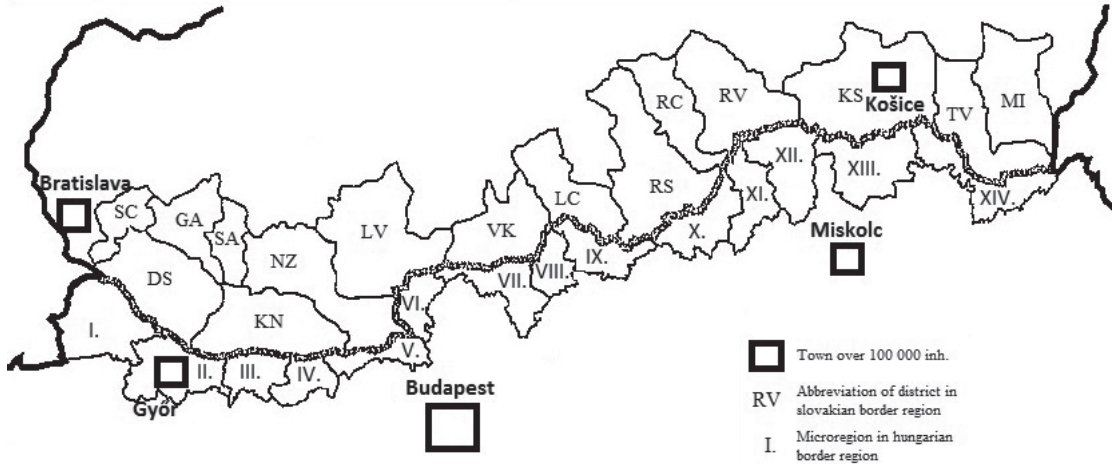 RC
RV
KS
Košice
TV
MI
Bratislava
SC
GA
SA
DS
NZ
LV
VK
LC
RS
KN
I.
II.
III.
IV.
V.
VI.
VII.
VIII.
IX.
X.
XI.
XII.
XIII.
XIV.
Győr
Budapest
Miskolc
Town over 100 000 inh.
RV Abbreviation of district in
slovakian border region
I. Microregion in hungarian
border region